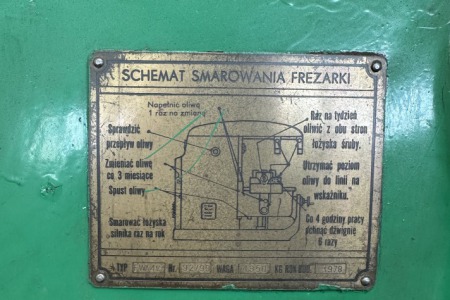 SCHEMAT SMAROWANIA FREZARKI
Napełnić oliwą
1 raz na zmianę
Sprawdzić
przepływ oliwy
Zmieniać oliwę
co 3 miesiące
Spust oliwy
Smarować łożyska
silnika raz na rok
Raz na tydzień
oliwić z obu stron
łożyska śruby.
Utrzymać poziom
oliwy do linii na
wskaźniku.
Co 4 godziny pracy
dźwignię
6 razy
TYP Nr. WAGA KG ROK BUD. 1978